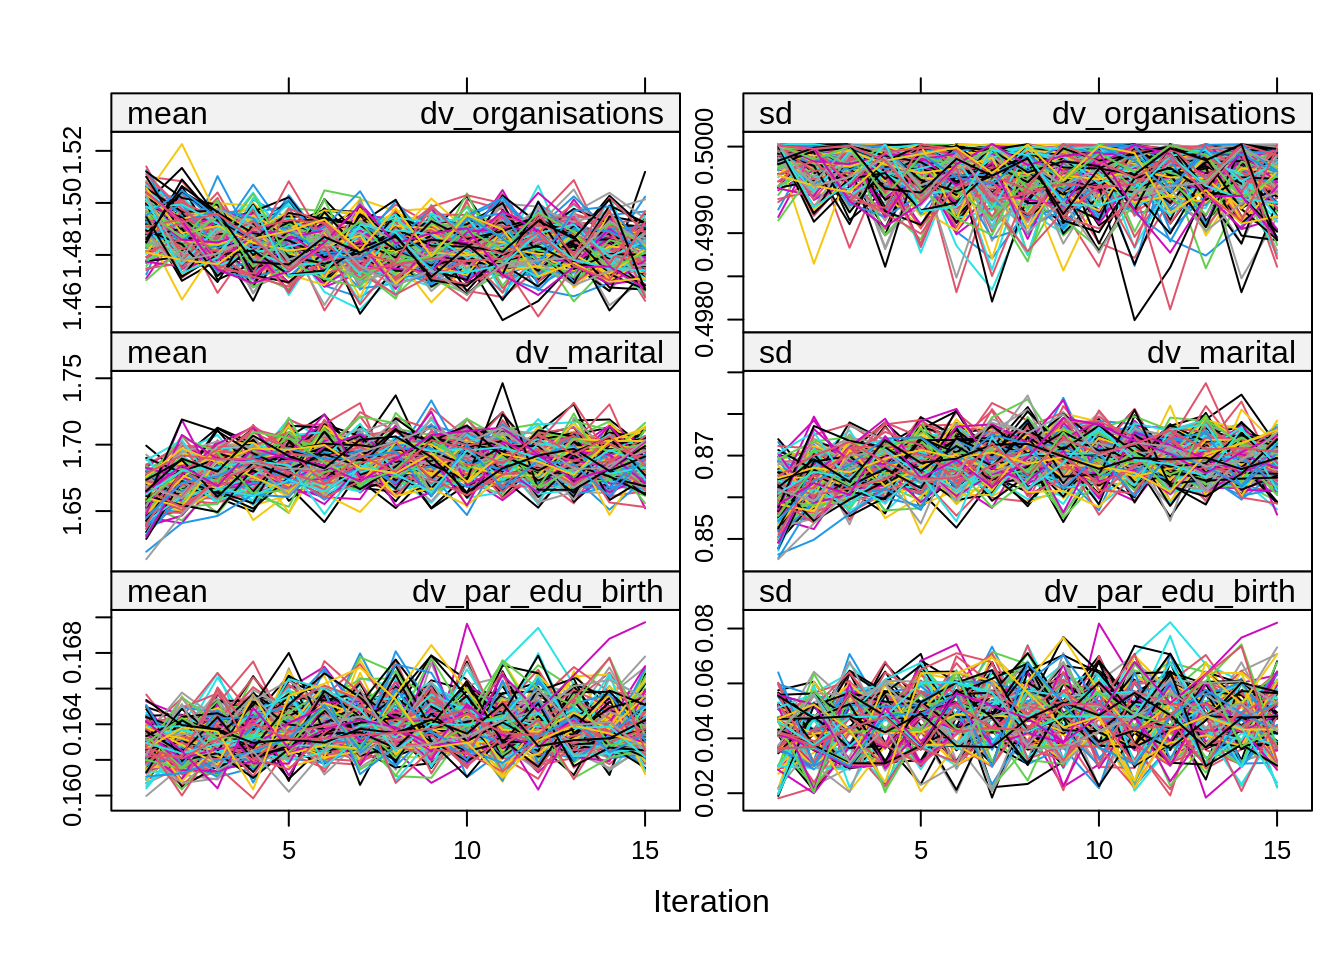 mean dv_organisations
sd dv_organisations
1.46 1.48 1.50 1.52
0.4980 0.4990 0.5000
mean dv_marital
sd dv_marital
1.65 1.70 1.75
0.85 0.87
mean dv_par_edu_birth
sd dv_par_edu_birth
0.160 0.164 0.168
0.02 0.04 0.06 0.08
5 10 15
5 10 15
Iteration